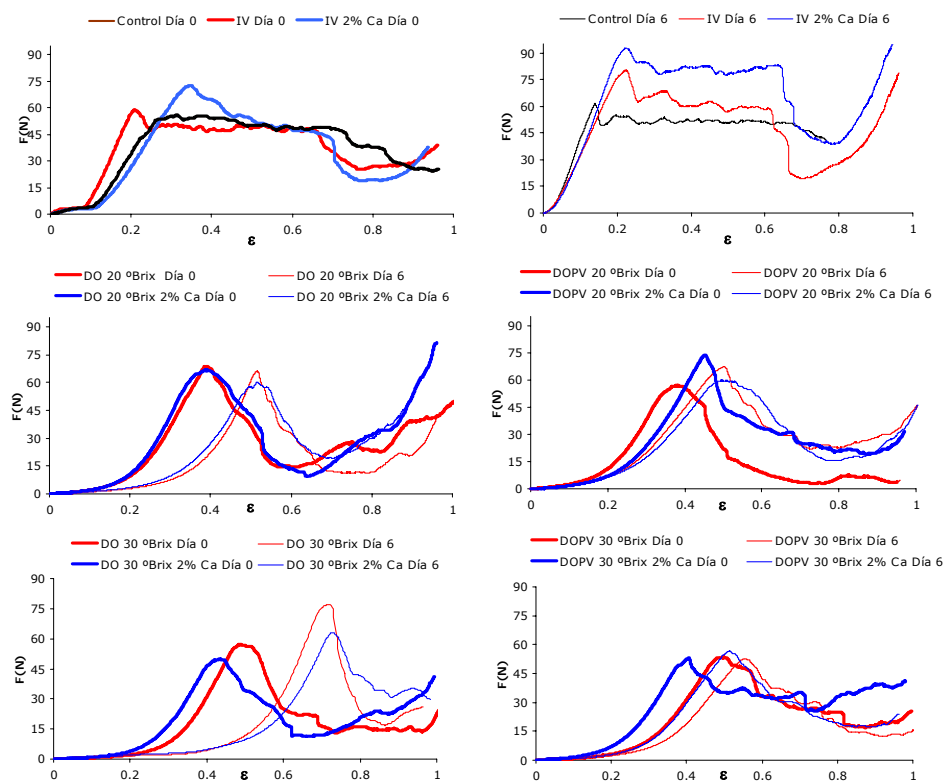 Control Día 0 IV Día 0 IV 2% Ca Día 0
90
75
60
45
30
15
0
F(N)
0 0.2 0.4 0.6 0.8 1
ε
Control Día 6 IV Día 6 IV 2% Ca Día 6
90
75
60
45
30
15
0
F(N)
0 0.2 0.4 0.6 0.8 1
ε
DO 20 ºBrix Día 0 DO 20 ºBrix Día 6
DO 20 ºBrix 2% Ca Día 0 DO 20 ºBrix 2% Ca Día 6
90
75
60
45
30
15
0
F(N)
0 0.2 0.4 0.6 0.8 1
ε
DOPV 20 ºBrix Día 0 DOPV 20 ºBrix Día 6
DOPV 20 ºBrix 2% Ca Día 0 DOPV 20 ºBrix 2% Ca Día 6
90
75
60
45
30
15
0
F(N)
0 0.2 0.4 0.6 0.8 1
ε
DO 30 ºBrix Día 0 DO 30 ºBrix Día 6
DO 30 ºBrix 2% Ca Día 0 DO 30 ºBrix 2% Ca Día 6
90
75
60
45
30
15
0
F(N)
0 0.2 0.4 0.6 0.8 1
ε
DOPV 30 ºBrix Día 0 DOPV 30 ºBrix Día 6
DOPV 30 ºBrix 2% Ca Día 0 DOPV 30 ºBrix 2% Ca Día 6
90
75
60
45
30
15
0
F(N)
0 0.2 0.4 0.6 0.8 1
ε